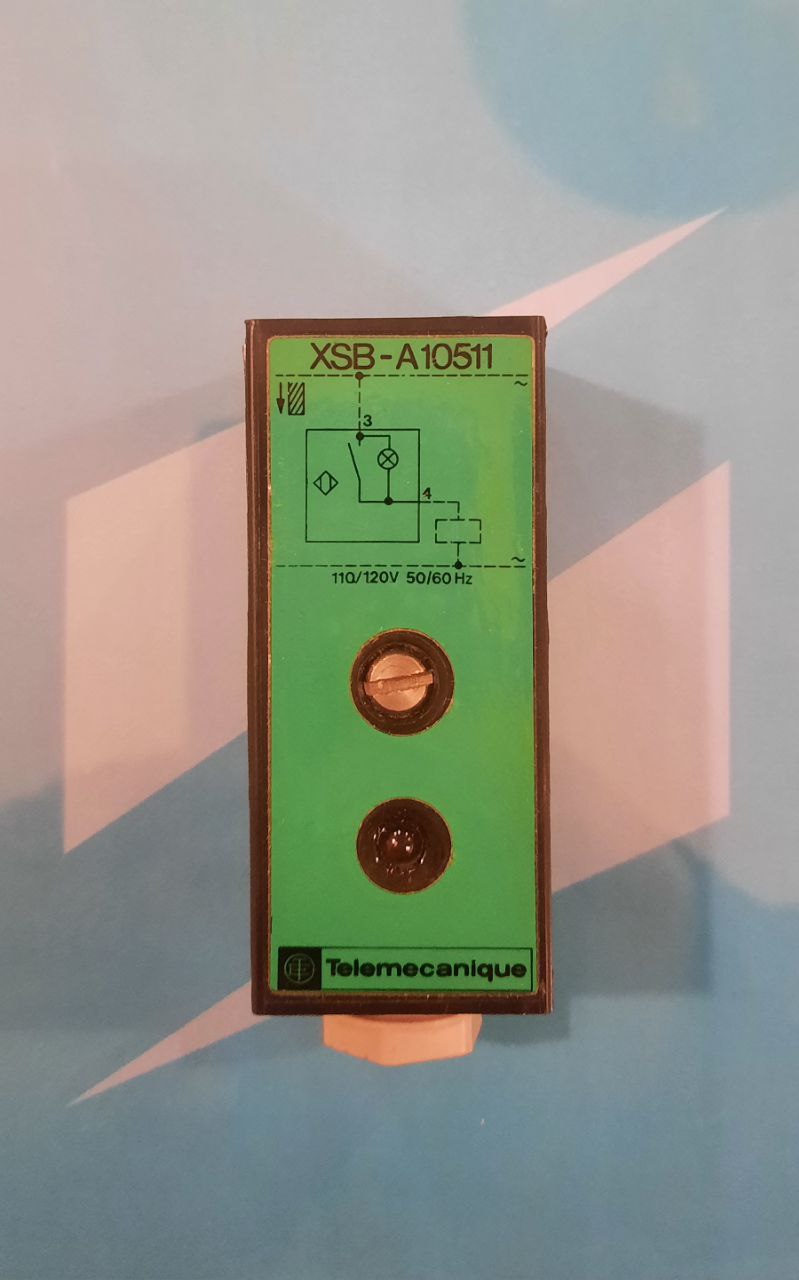 XSB-A10511
~
3
4
~
110/120V 50/60 Hz
Telemecanique